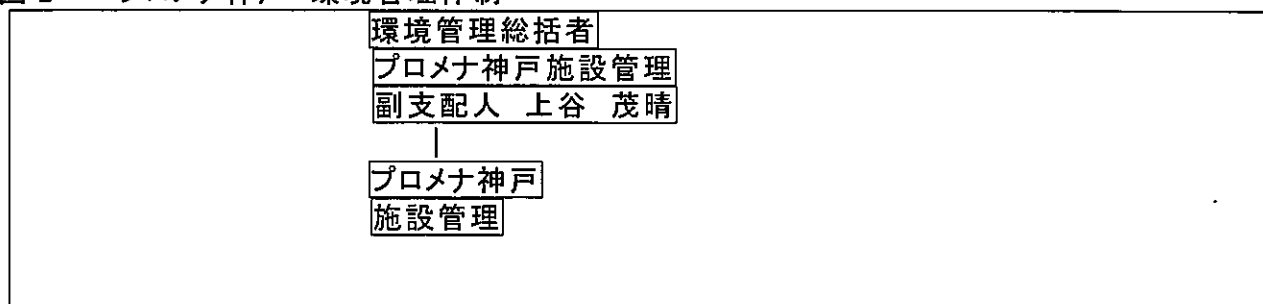 環境管理総括者
プロメナ神戸施設管理
副支配人 上谷 茂晴
プロメナ神戸
施設管理